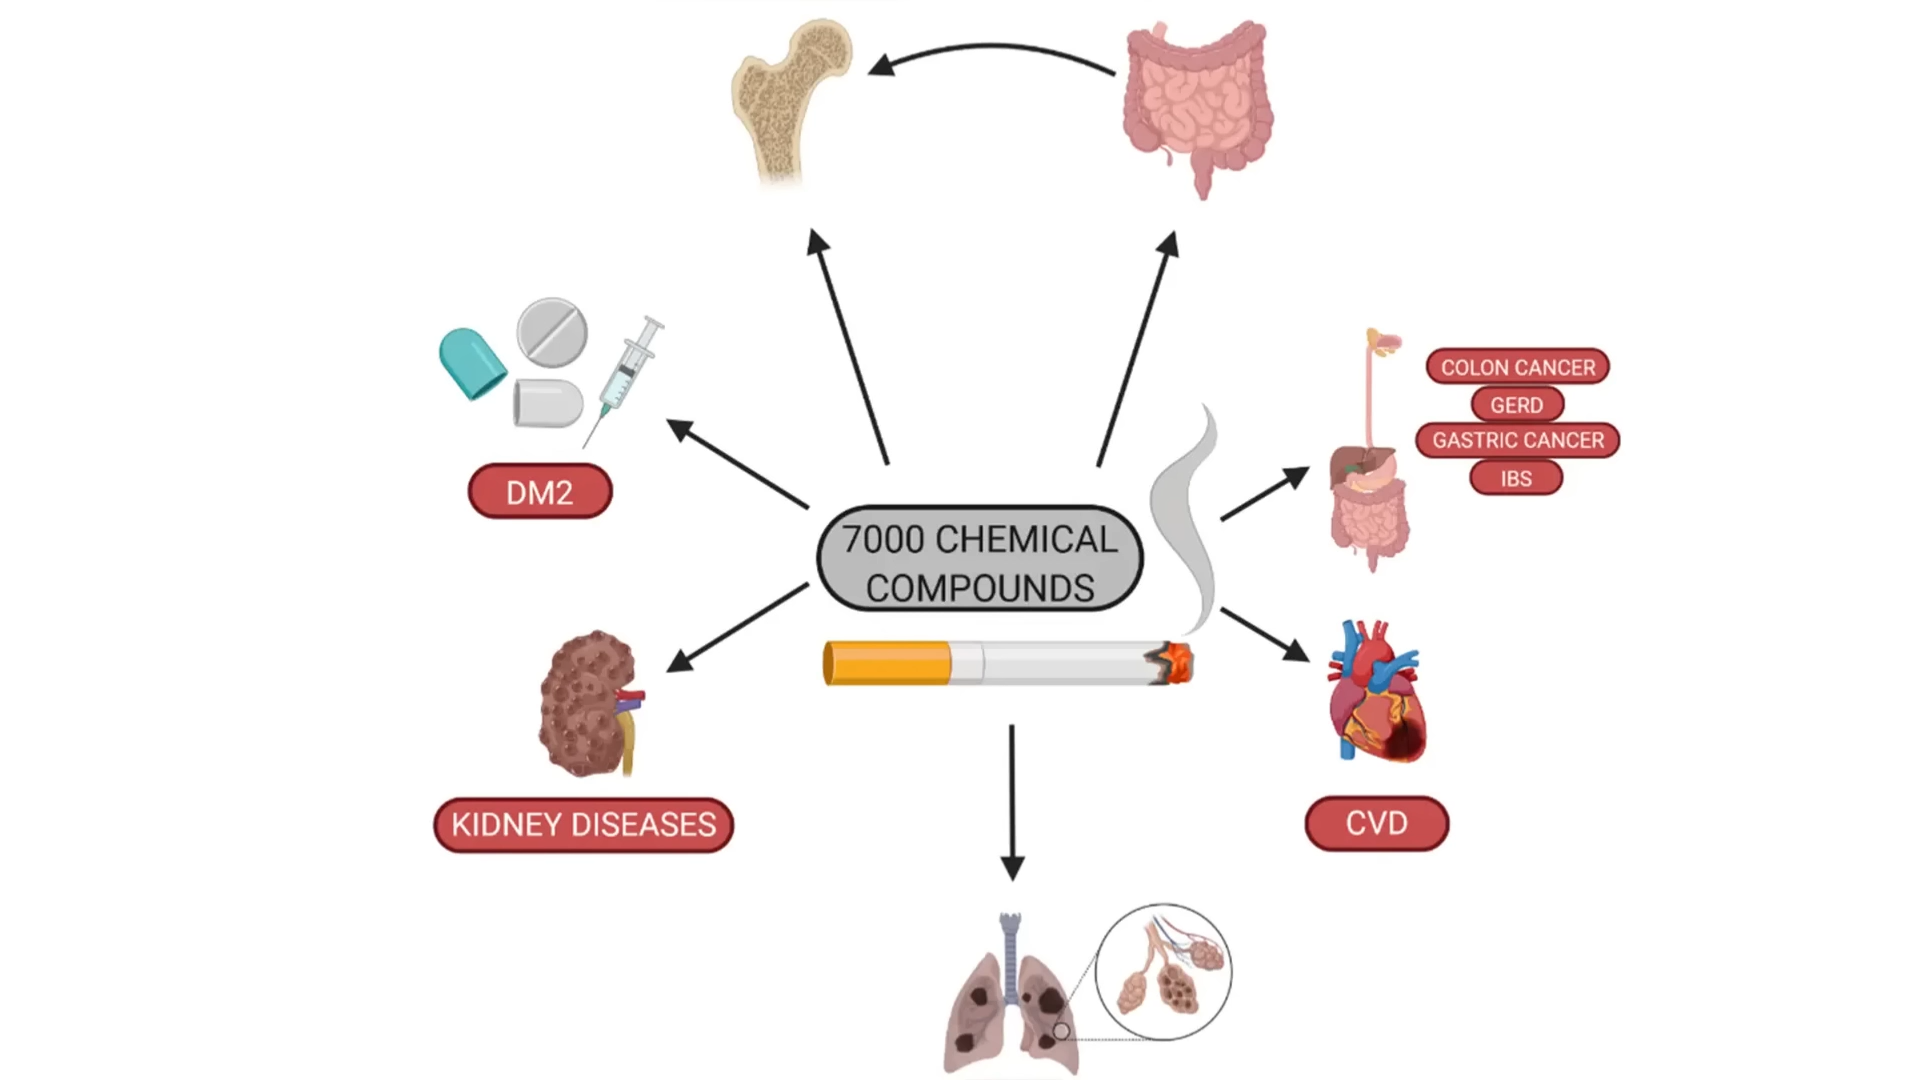 COLON CANCER
GERD
GASTRIC CANCER
IBS
DM2
7000 CHEMICAL
COMPOUNDS
KIDNEY DISEASES
CVD